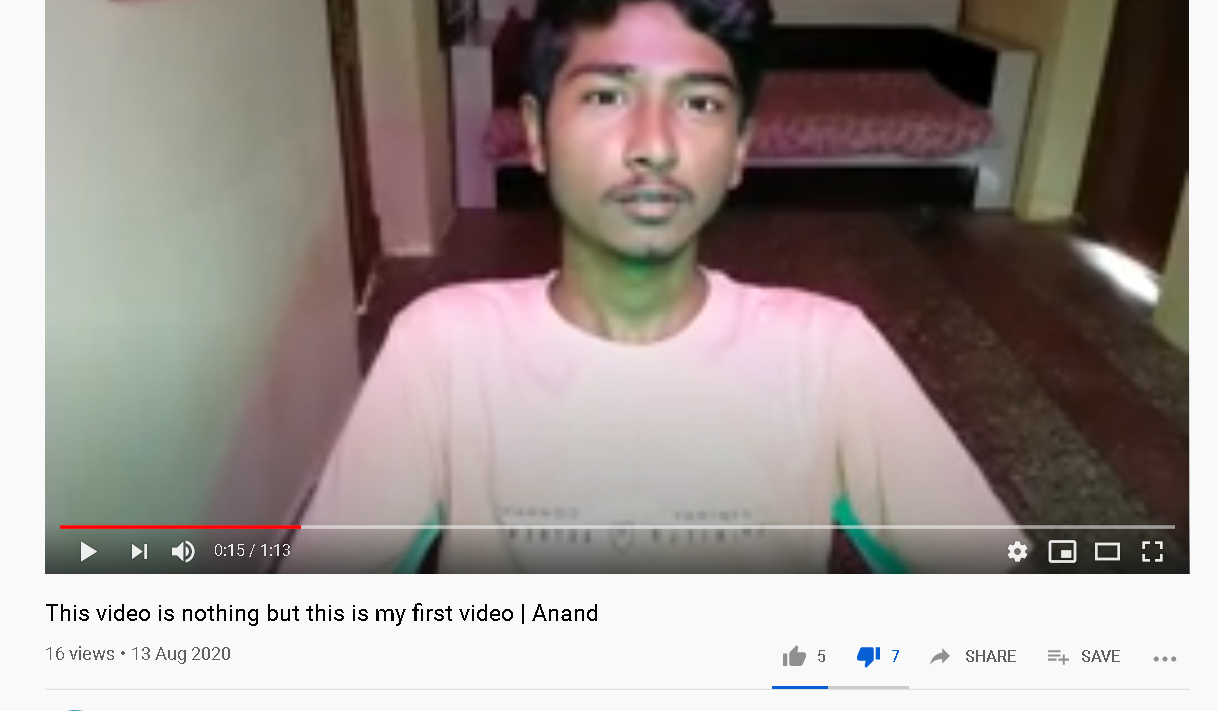 0:15 / 1:13
This video is nothing but this is my first video | Anand
16 views • 13 Aug 2020
5
7
SHARE
SAVE